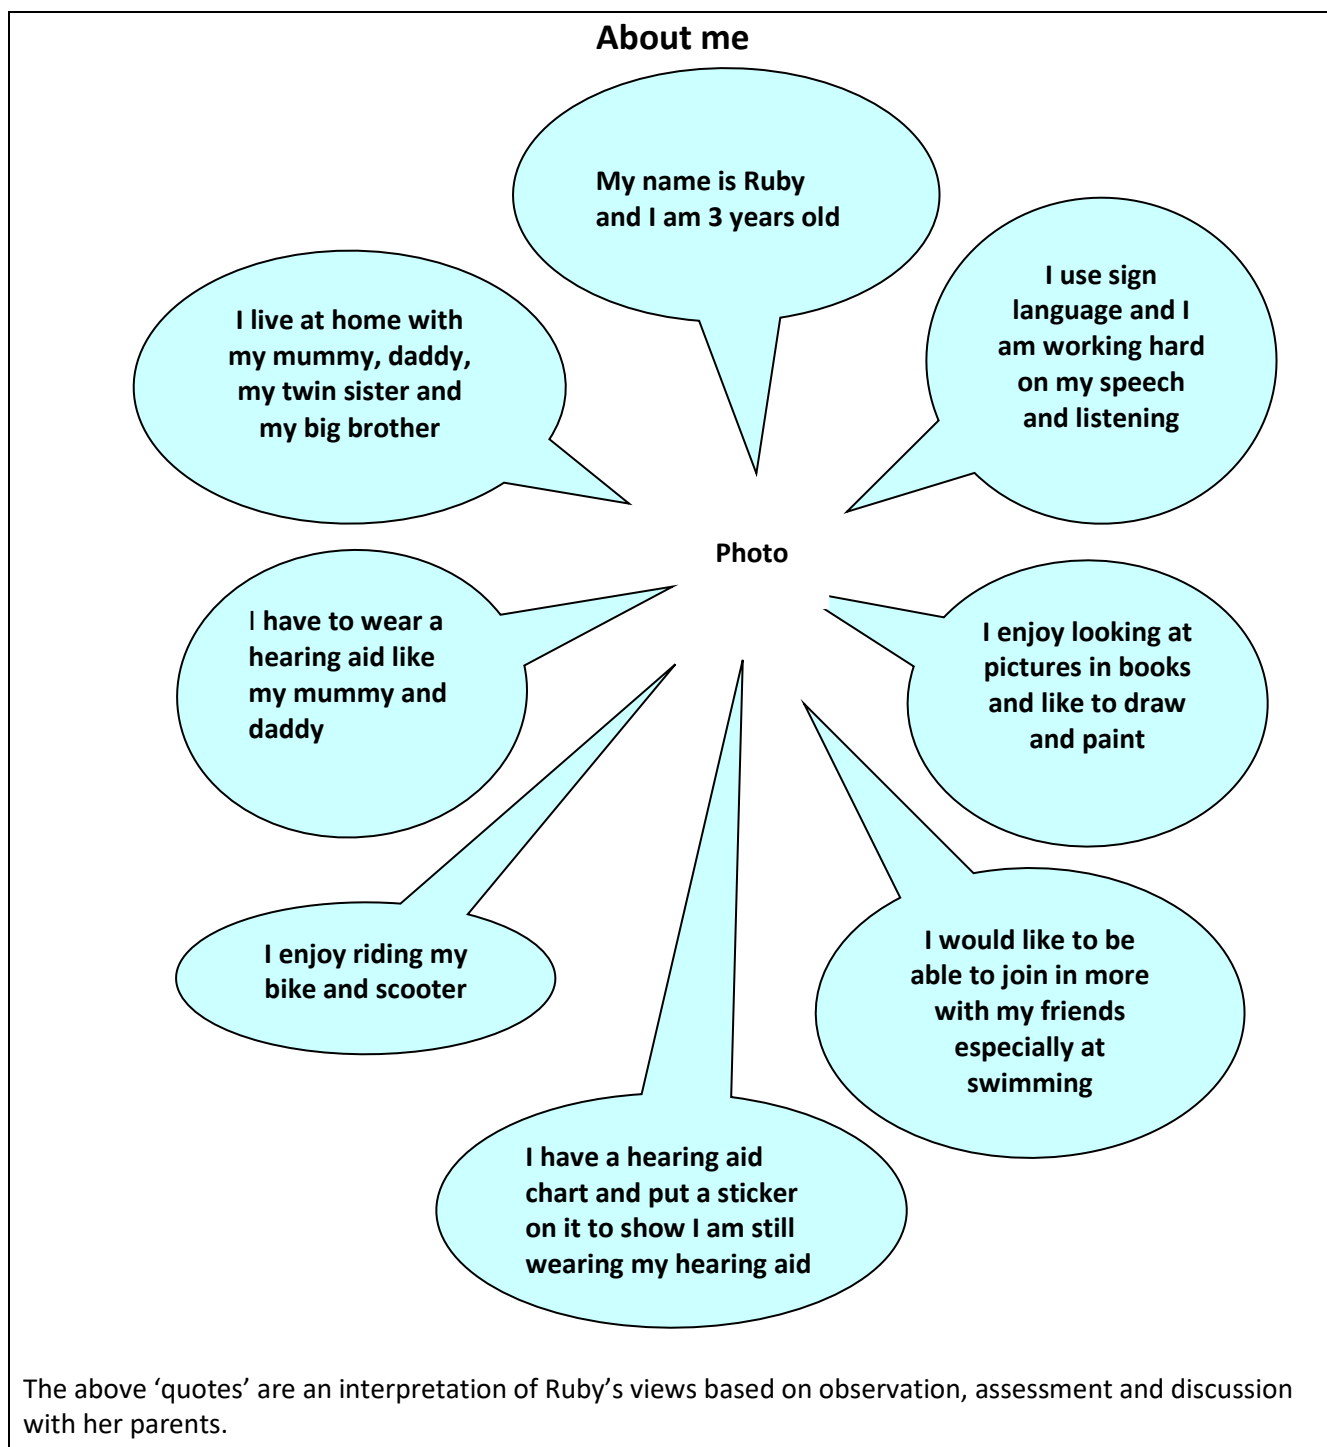 About me
My name is Ruby
and I am 3 years old
I use sign
language and I
am working hard
on my speech
and listening
I live at home with
my mummy, daddy,
my twin sister and
my big brother
Photo
I have to wear a
hearing aid like
my mummy and
daddy
I enjoy looking at
pictures in books
and like to draw
and paint
I enjoy riding my
bike and scooter
I would like to be
able to join in more
with my friends
especially at
swimming
I have a hearing aid
chart and put a sticker
on it to show I am still
wearing my hearing aid
The above ‘quotes’ are an interpretation of Ruby’s views based on observation, assessment and discussion
with her parents.